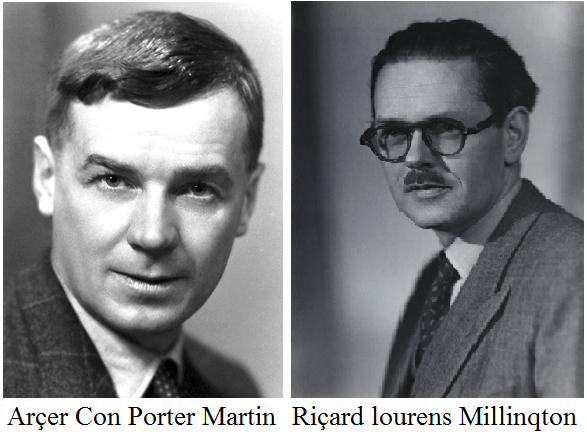 Arçer Con Porter Martin
Riçard lourens Millinqton